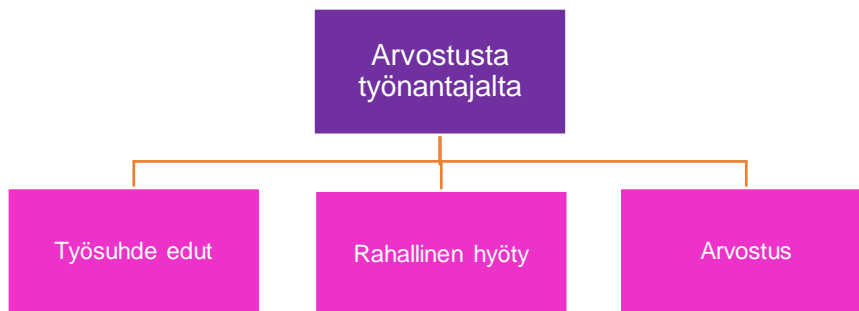 Arvostusta
työnantajalta
Työsuhde edut
Rahallinen hyöty
Arvostus